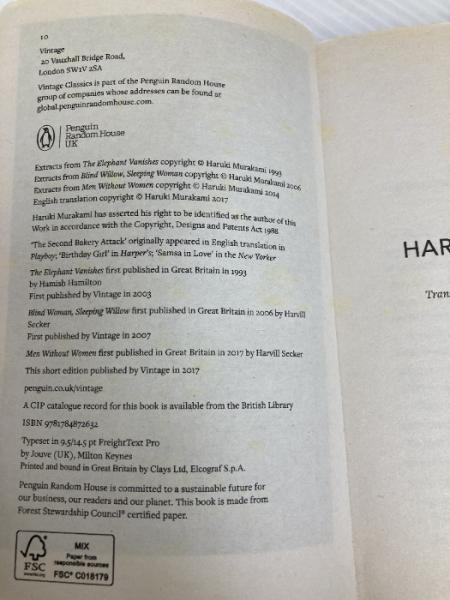 10
Vintage
20 Vauxhall Bridge Road,
London SW1V 2SA
Vintage Classics is part of the Penguin Random House
group of companies whose addresses can be found at
global.penguinrandomhouse.com.
Penguin
Random House
UK
Extracts from The Elephant Vanishes copyright © Haruki Murakami 1993
Extracts from Blind Willow, Sleeping Woman copyright © Haruki Murakami 2006
Extracts from Men Without Women copyright © Haruki Murakami 2014
English translation copyright © Haruki Murakami 2017
Haruki Murakami has asserted his right to be identified as the author of this
Work in accordance with the Copyright, Designs and Patents Act 1988
'The Second Bakery Attack' originally appeared in English translation in
Playboy; 'Birthday Girl' in Harper's; 'Samsa in Love' in the New Yorker
The Elephant Vanishes first published in Great Britain in 1993
by Hamish Hamilton
First published by Vintage in 2003
Blind Woman, Sleeping Willow first published in Great Britain in 2006 by Harvill
Secker
First published by Vintage in 2007
Men Without Women first published in Great Britain in 2017 by Harvill Secker
This short edition published by Vintage in 2017
penguin.co.uk/vintage
A CIP catalogue record for this book is available from the British Library
ISBN 9781784872632
Typeset in 9.5/14.5 pt FreightText Pro
by Jouve (UK), Milton Keynes
Printed and bound in Great Britain by Clays Ltd, Elcograf S.p.A.
Penguin Random House is committed to a sustainable future for
our business, our readers and our planet. This book is made from
Forest Stewardship Council® certified paper.
FSC
www.fsc.org
MIX
Paper from
responsible sources
FSC® C018179
HAR
Tran